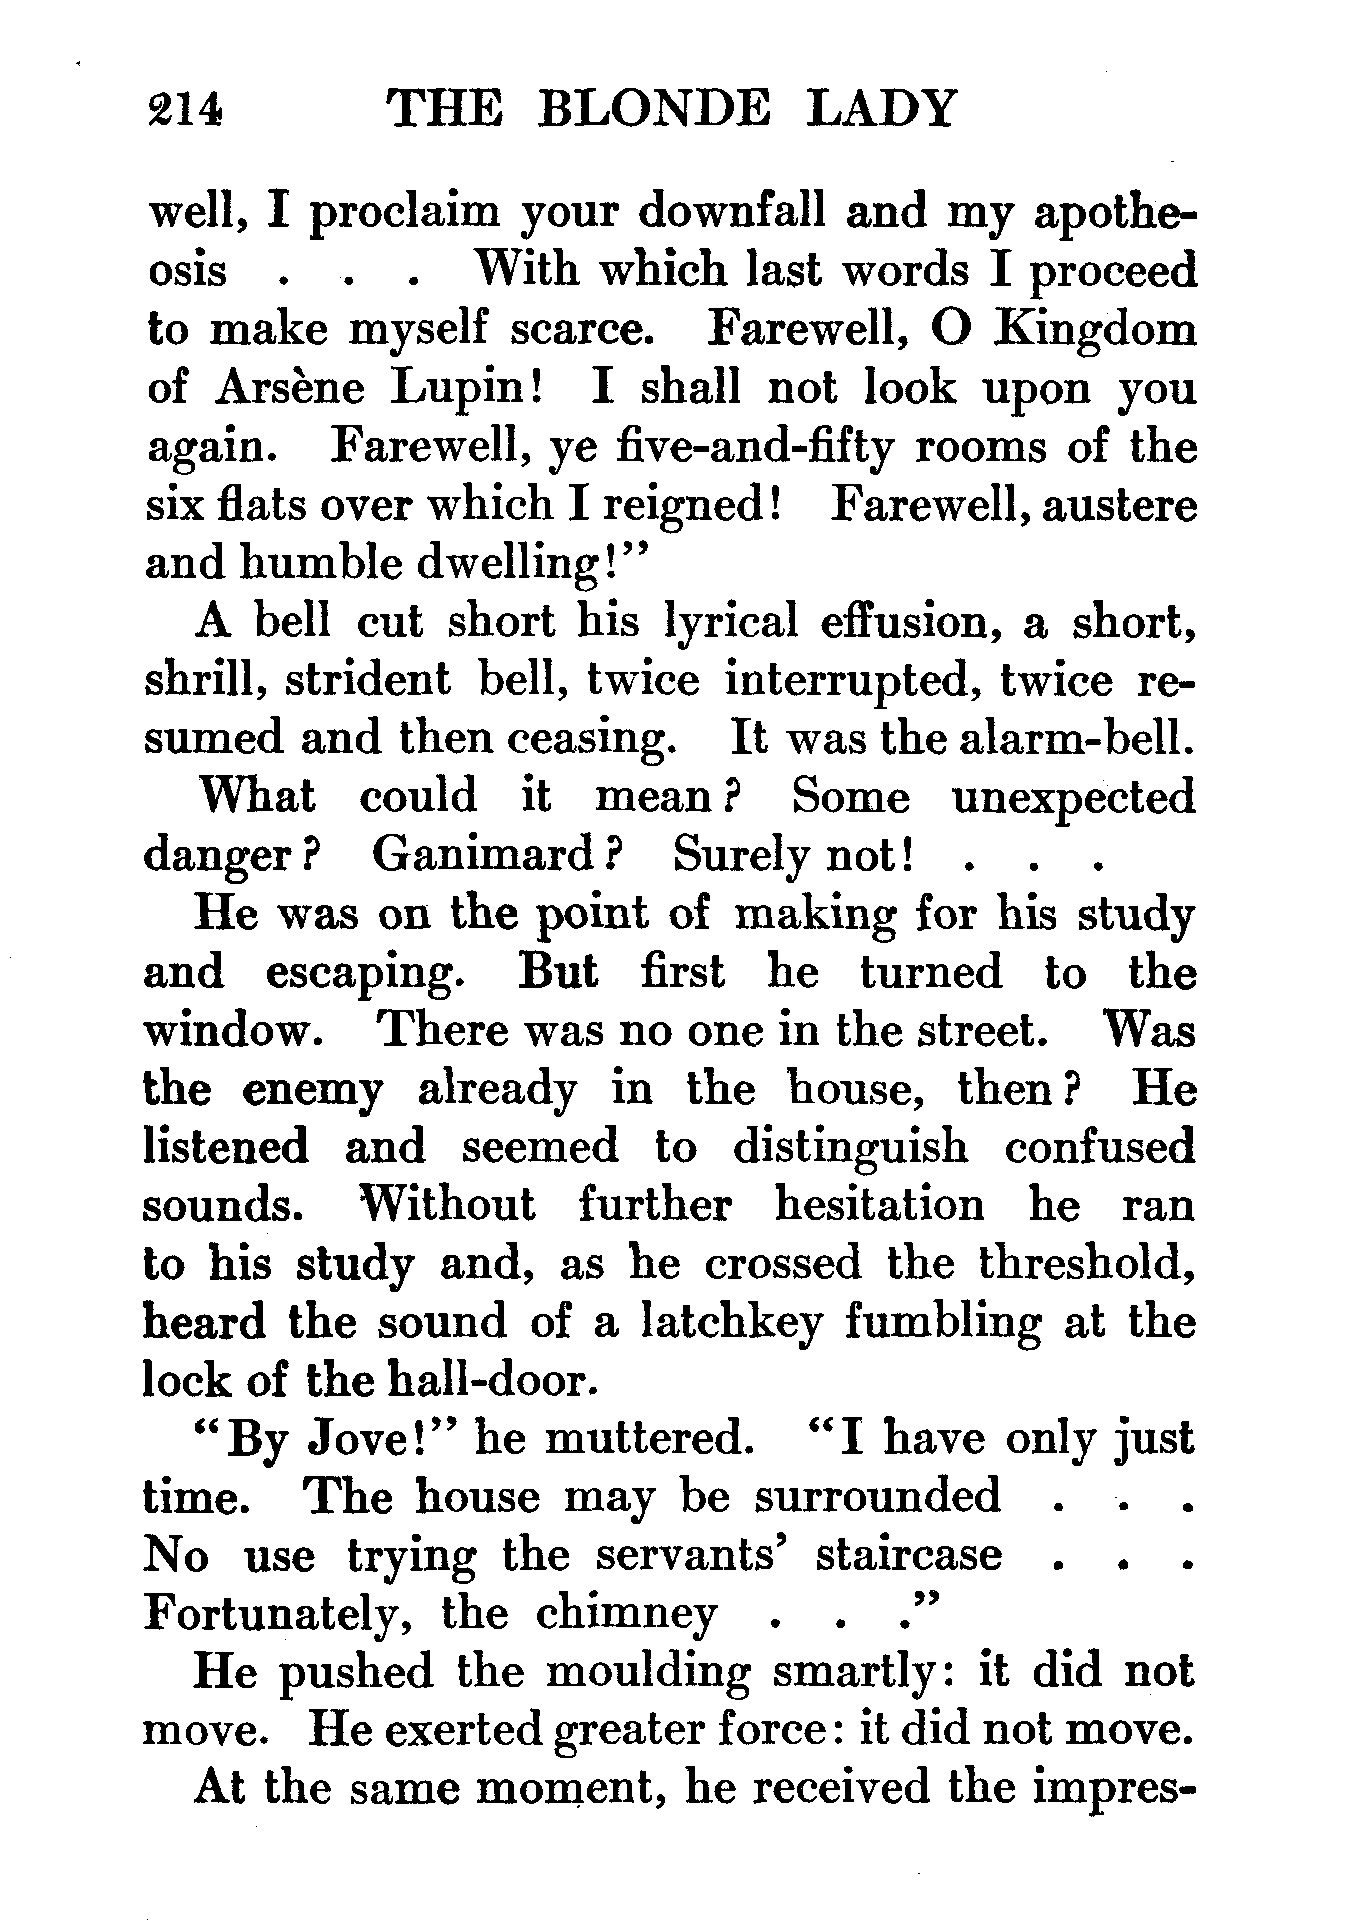 214 THE BLONDE LADY
well, I proclaim your downfall and my apothe-
osis . . . With which last words I proceed
to make myself scarce. Farewell, O Kingdom
of Arsène Lupin! I shall not look upon you
again. Farewell, ye five-and-fifty rooms of the
six flats over which I reigned! Farewell, austere
and humble dwelling!”
A bell cut short his lyrical effusion, a short,
shrill, strident bell, twice interrupted, twice re-
sumed and then ceasing. It was the alarm-bell.
What could it mean? Some unexpected
danger? Ganimard? Surely not! . . .
He was on the point of making for his study
and escaping. But first he turned to the
window. There was no one in the street. Was
the enemy already in the house, then? He
listened and seemed to distinguish confused
sounds. Without further hesitation he ran
to his study and, as he crossed the threshold,
heard the sound of a latchkey fumbling at the
lock of the hall-door.
“By Jove!” he muttered. “I have only just
time. The house may be surrounded . . .
No use trying the servants’ staircase . . .
Fortunately, the chimney . . .”
He pushed the moulding smartly: it did not
move. He exerted greater force: it did not move.
At the same moment, he received the impres-